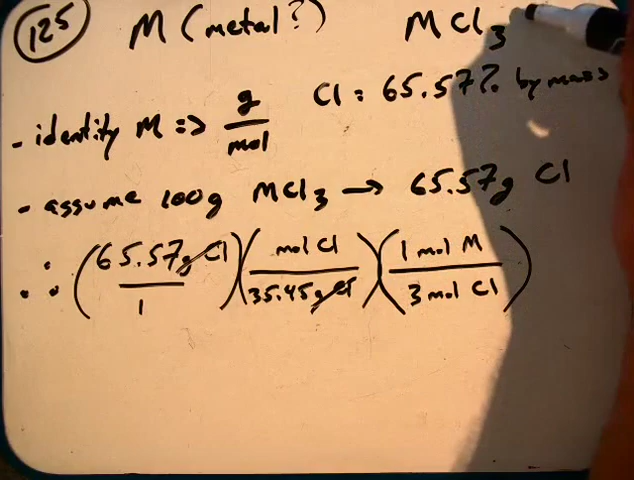 125 M (metal?) MCl3
Cl = 65.57% by mass
- identity M => g/mol
- assume 100g MCl3 → 65.57g Cl
∴ (65.57g Cl/1)(mol Cl/35.45g Cl)(1 mol M/3 mol Cl)